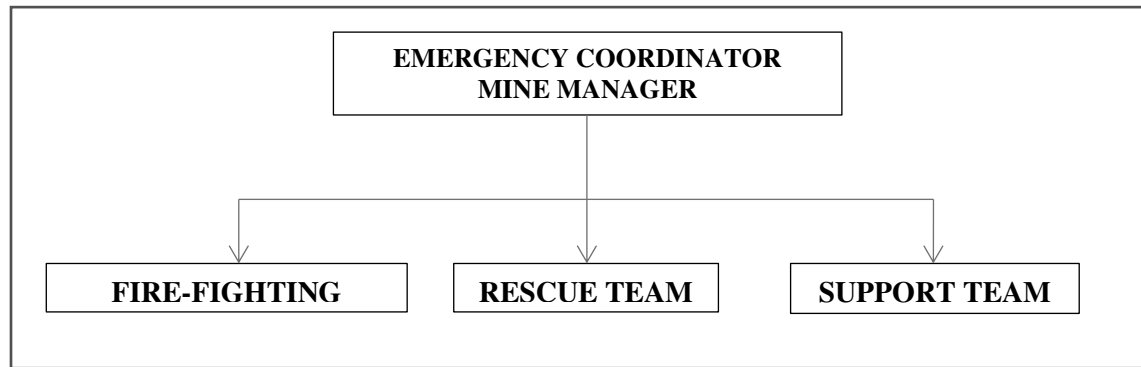 EMERGENCY COORDINATOR
MINE MANAGER
FIRE-FIGHTING
RESCUE TEAM
SUPPORT TEAM